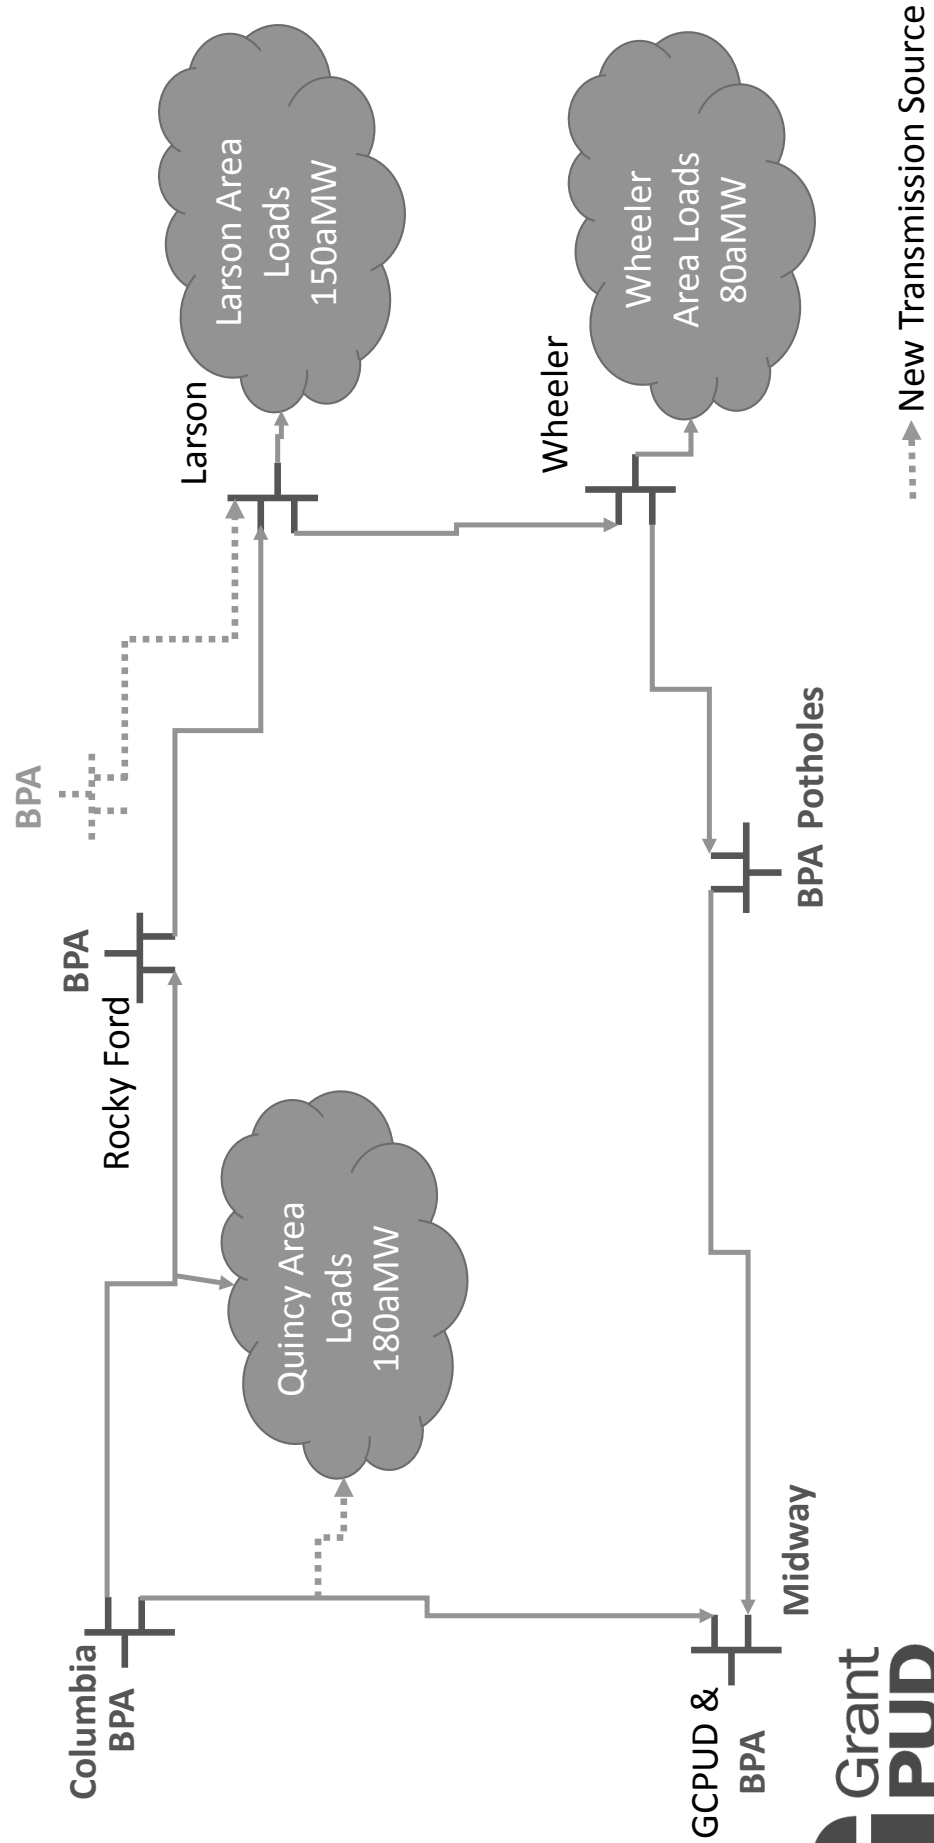 BPA
BPA
Rocky Ford
Columbia
BPA
Quincy Area
Loads
180aMW
Larson
Larson Area
Loads
150aMW
Wheeler
Wheeler
Area Loads
80aMW
GCPUD &
BPA
Midway
BPA Potholes
New Transmission Source
Grant
PUD